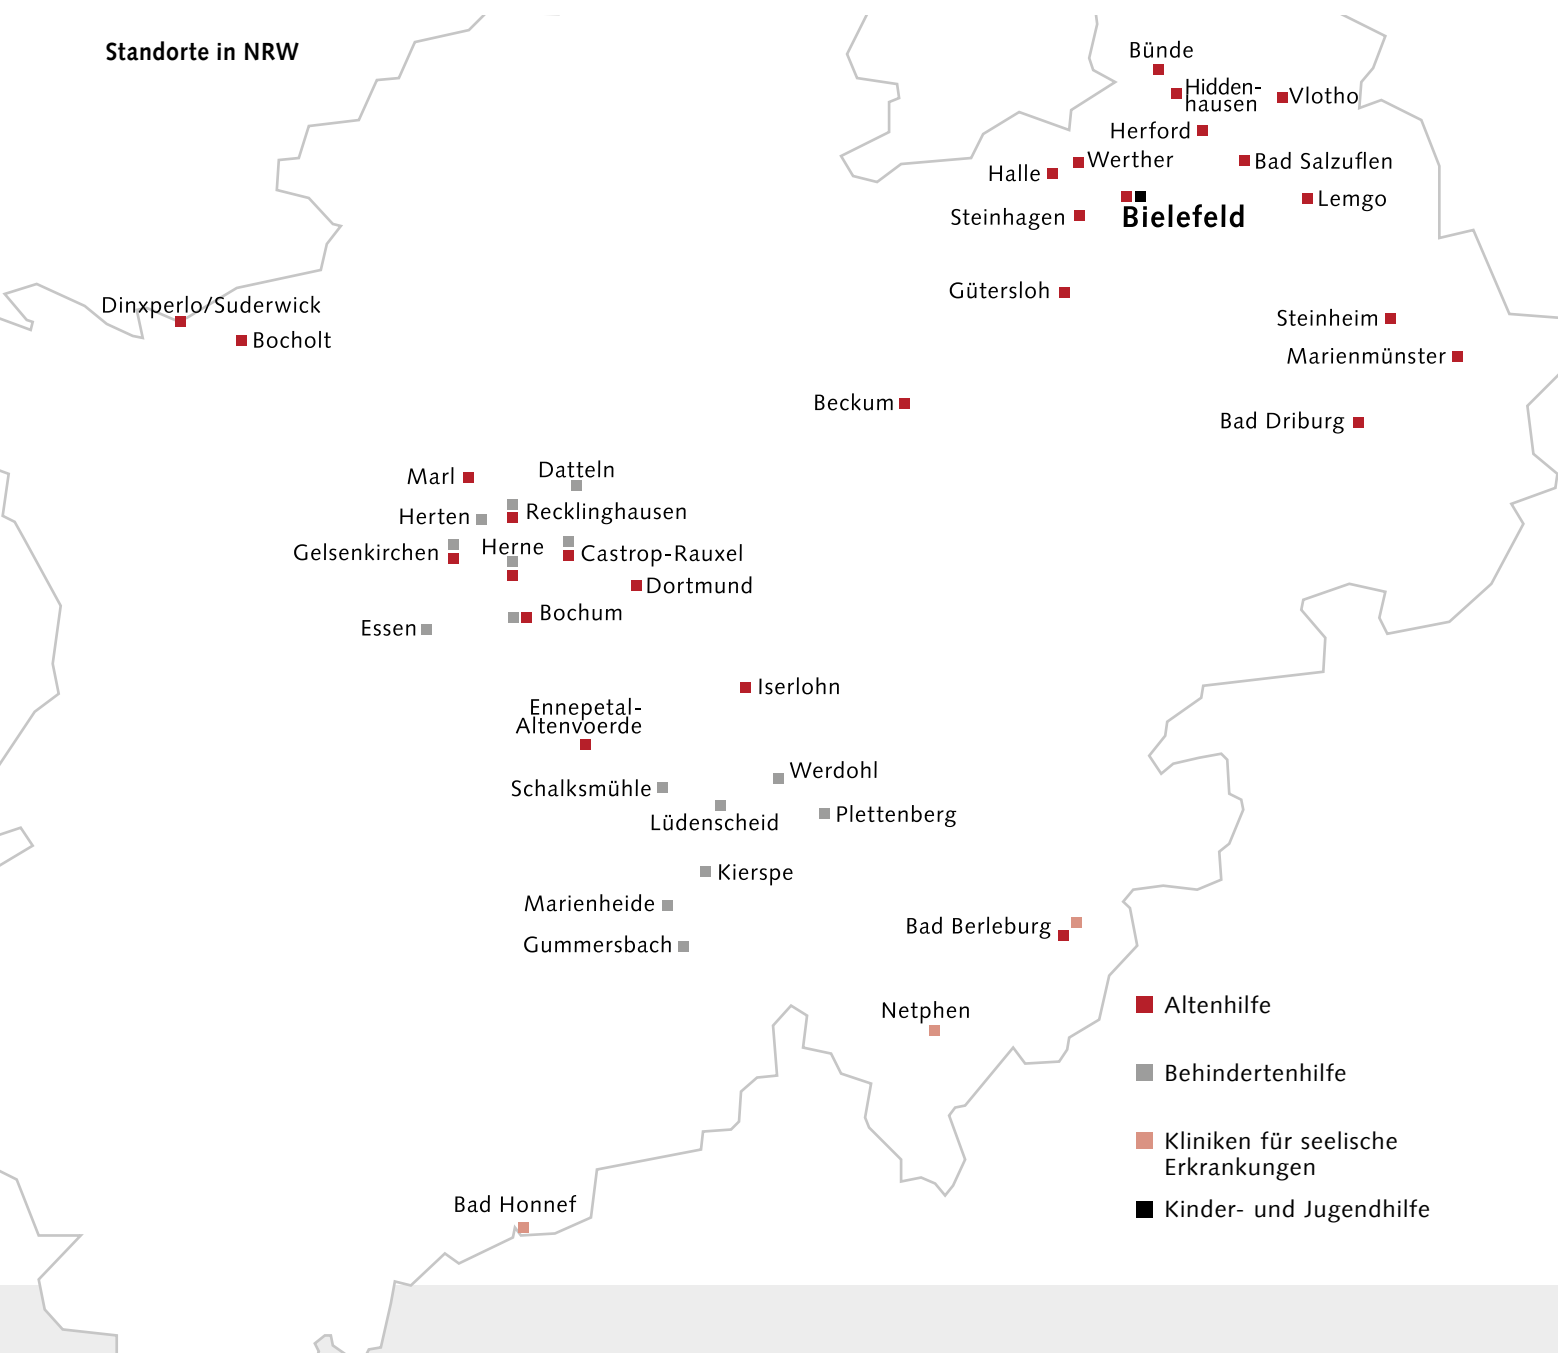 Standorte in NRW
Bünde
Hidden-
hausen
Vlotho
Herford
Werther
Bad Salzuflen
Halle
Lemgo
Steinhagen
Bielefeld
Gütersloh
Dinxperlo/Suderwick
Steinheim
Bocholt
Marienmünster
Beckum
Bad Driburg
Marl
Datteln
Herten
Recklinghausen
Gelsenkirchen
Herne
Castrop-Rauxel
Dortmund
Bochum
Essen
Iserlohn
Ennepetal-
Altenvoerde
Werdohl
Schalksmühle
Lüdenscheid
Plettenberg
Kierspe
Marienheide
Bad Berleburg
Gummersbach
Netphen
Altenhilfe
Behindertenhilfe
Kliniken für seelische
Erkrankungen
Bad Honnef
Kinder- und Jugendhilfe